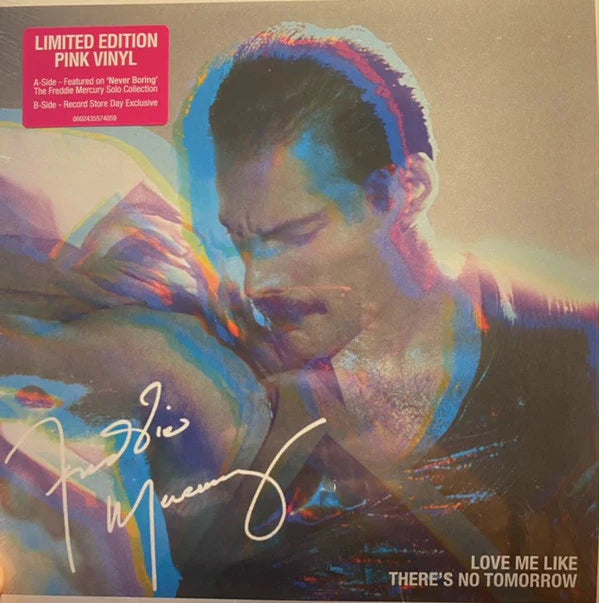 LIMITED EDITION
PINK VINYL
A-Side – Featured on 'Never Boring'
The Freddie Mercury Solo Collection
B-Side – Record Store Day Exclusive
0602435574059
Freddie
Mercury
LOVE ME LIKE
THERE'S NO TOMORROW